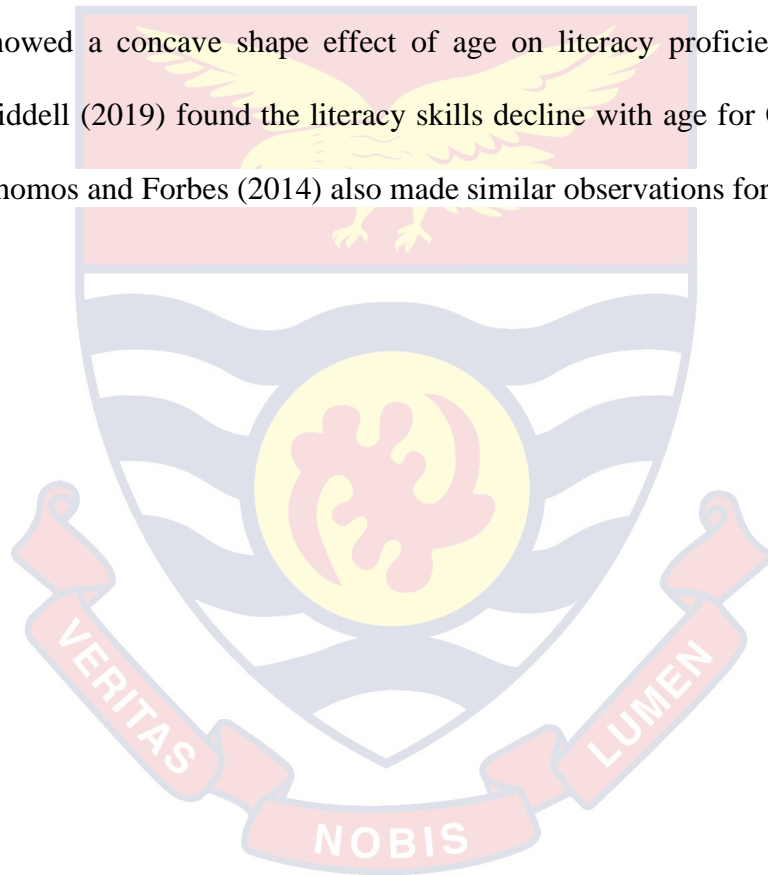 howed a concave shape effect of age on literacy proficie
iddell (2019) found the literacy skills decline with age for
nomos and Forbes (2014) also made similar observations for
VERITAS
NOBIS
LUMEN